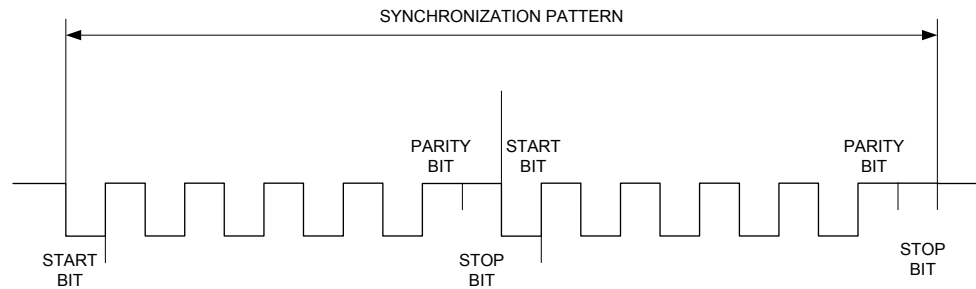 SYNCHRONIZATION PATTERN
PARITY
BIT
START
BIT
PARITY
BIT
START
BIT
STOP
BIT
STOP
BIT